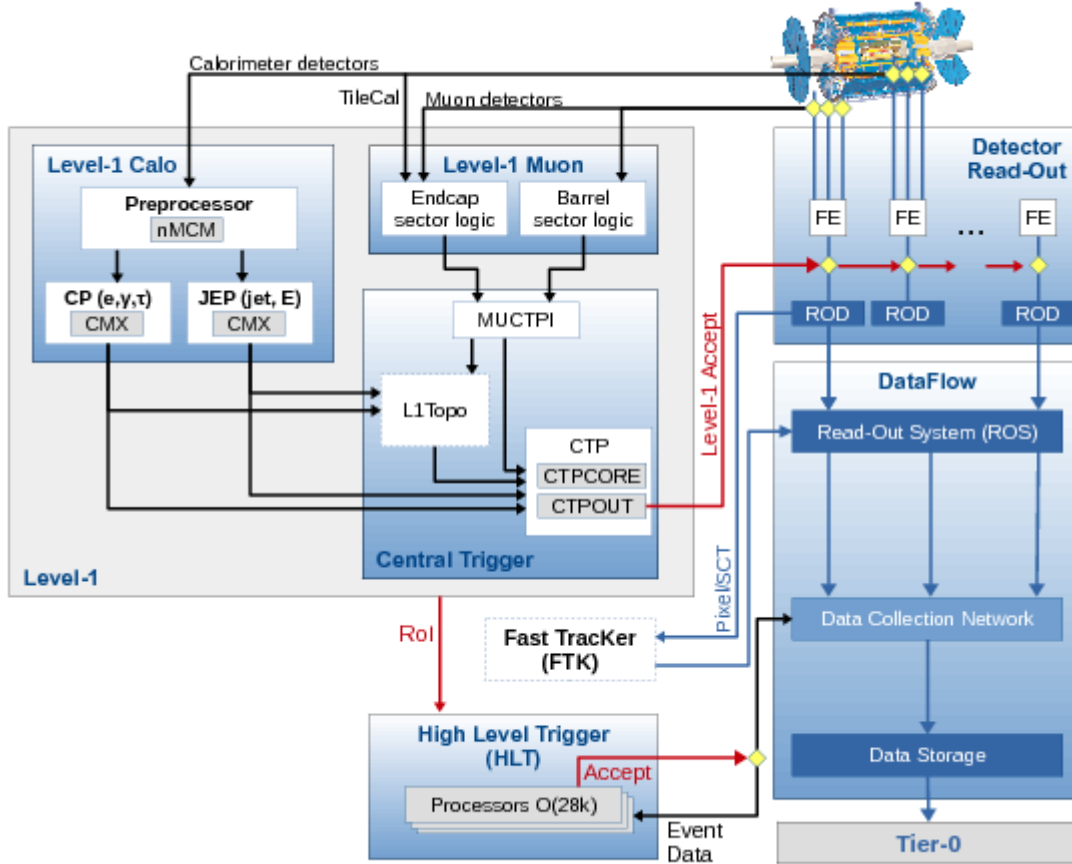 Calorimeter detectors
TileCal
Muon detectors
Level-1 Calo
Preprocessor
nMCM
CP (e,γ,τ)
CMX
JEP (jet, E)
CMX
Level-1 Muon
Endcap
sector logic
Barrel
sector logic
MUCTPI
L1Topo
CTP
CTPCORE
CTPOUT
Central Trigger
Level-1
Level-1 Accept
Detector
Read-Out
FE
FE
...
FE
ROD
ROD
ROD
DataFlow
Read-Out System (ROS)
Pixel/SCT
Data Collection Network
RoI
Fast TracKer
(FTK)
High Level Trigger
(HLT)
Accept
Processors O(28k)
Event
Data
Data Storage
Tier-0